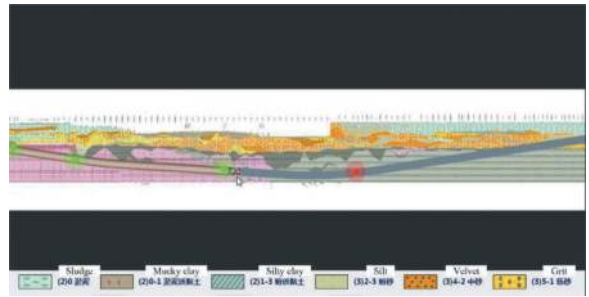 Sludge Mucky clay Silty clay Silt Velvet Grit
(2)0 淤泥 (2)0-1 淤泥质黏土 (2)1-3 粉质黏土 (3)2-3 粉砂 (3)4-2 中砂 (3)5-1 砾砂